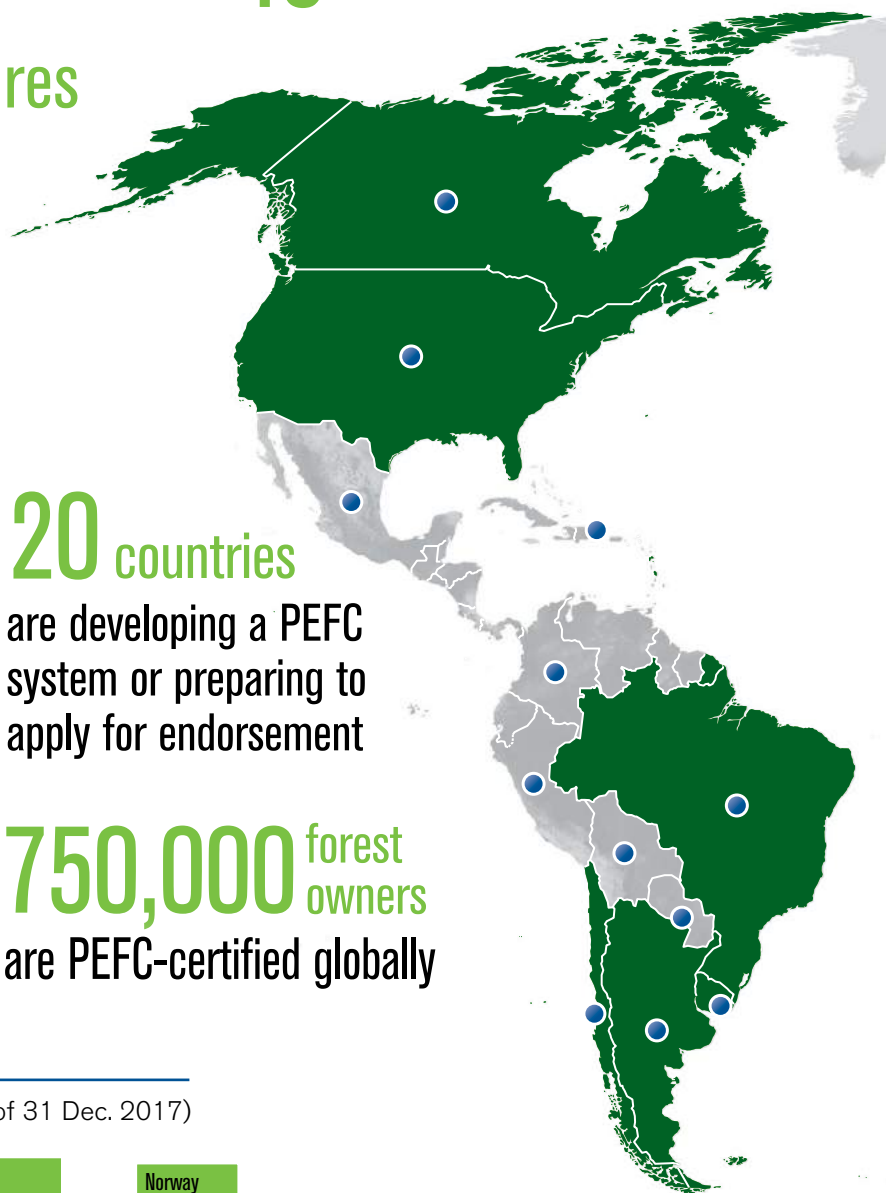 res
20 countries
are developing a PEFC
system or preparing to
apply for endorsement
750,000 forest
owners
are PEFC-certified globally
of 31 Dec. 2017)
Norway